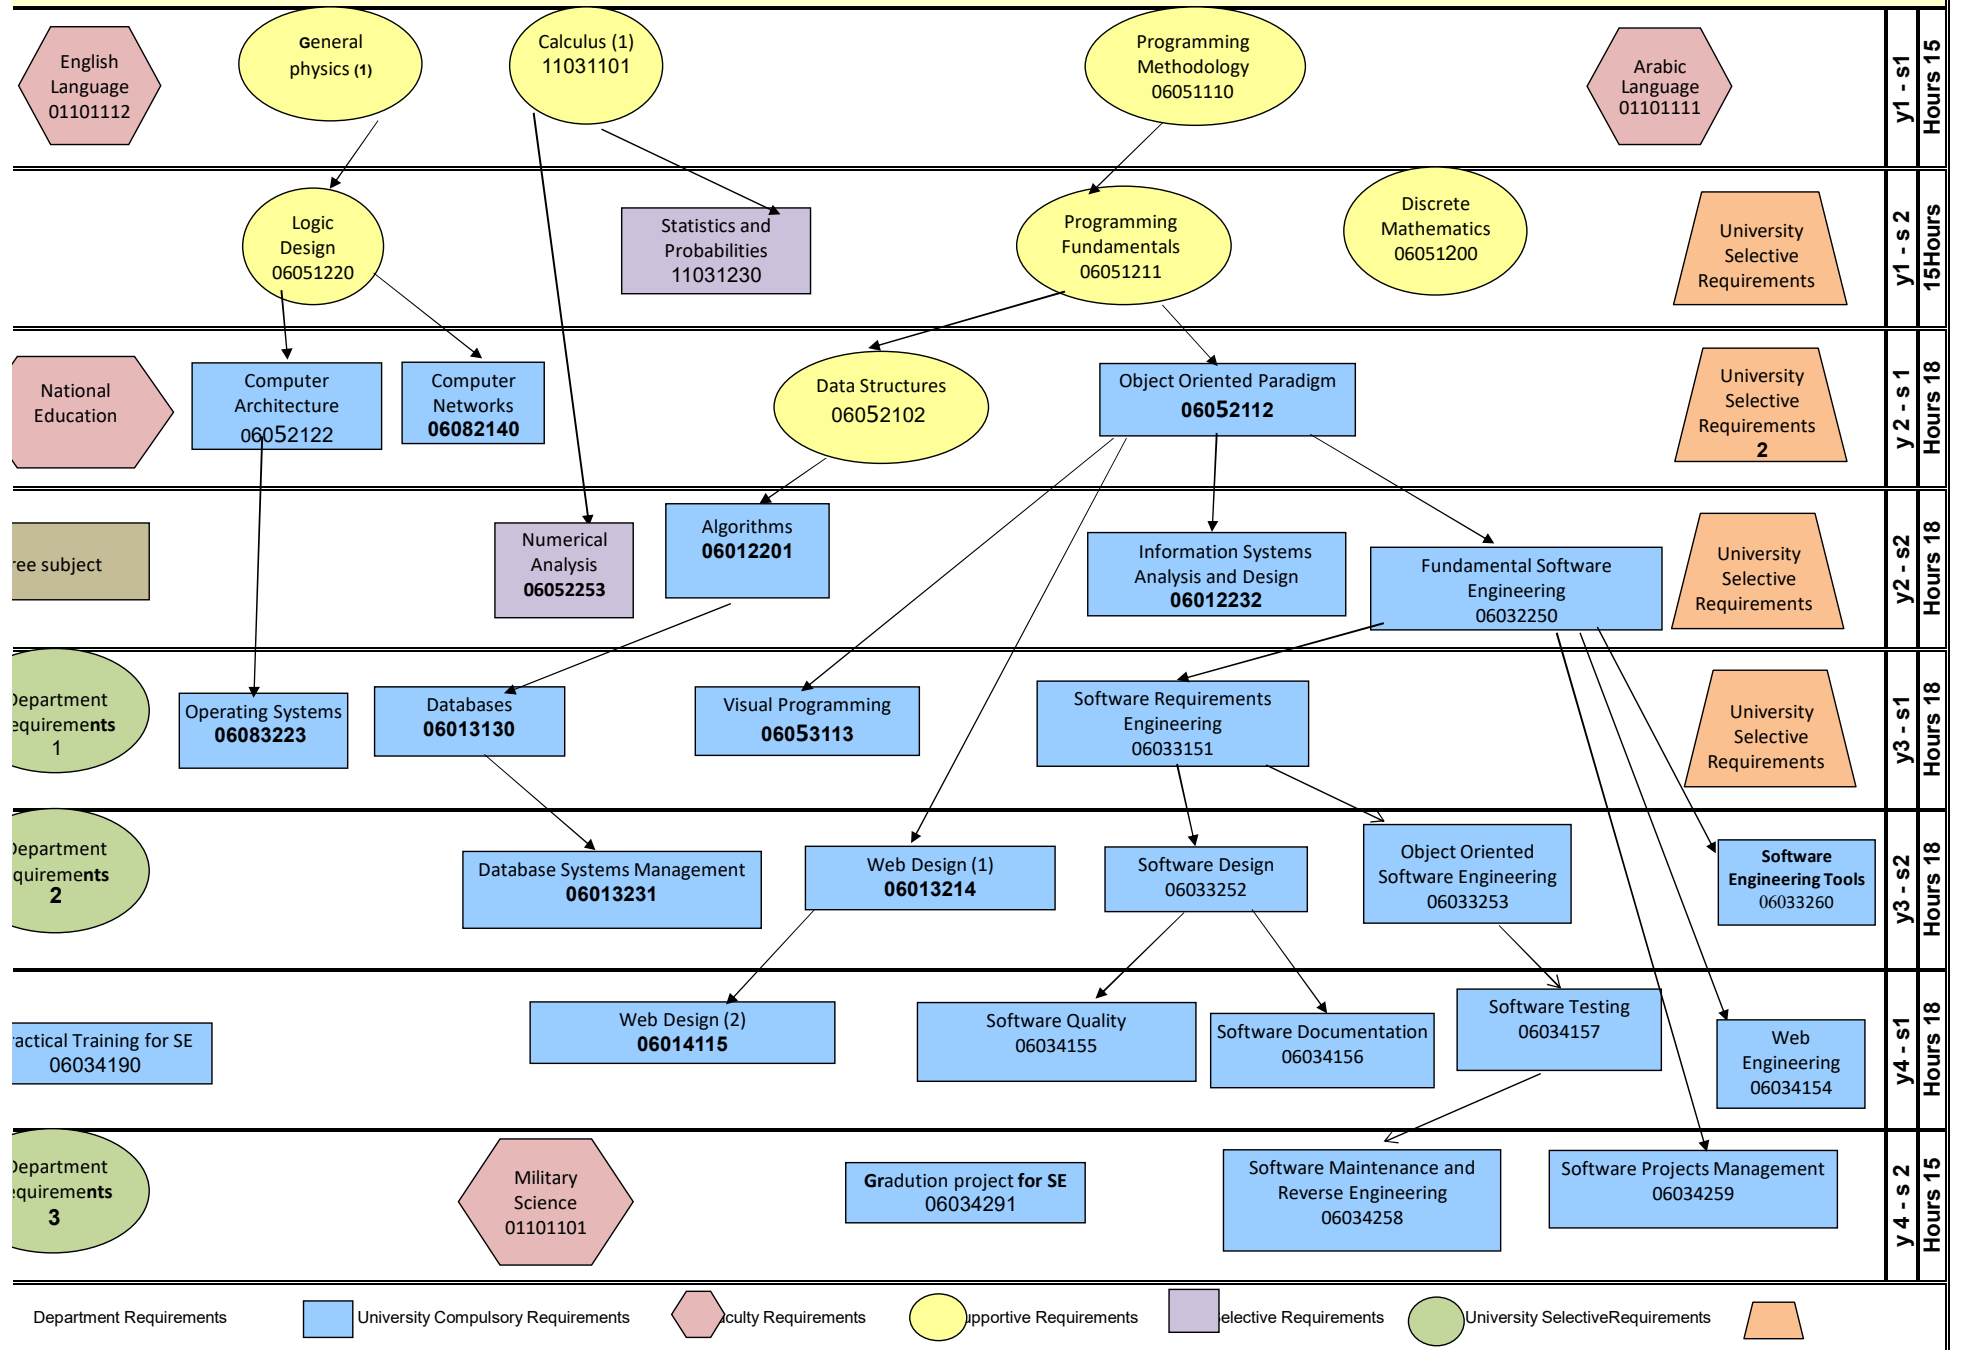 English
Language
01101112
General
physics (1)
Calculus (1)
11031101
Programming
Methodology
06051110
Arabic
Language
01101111
y1 - s1
Hours 15
Logic
Design
06051220
Statistics and
Probabilities
11031230
Programming
Fundamentals
06051211
Discrete
Mathematics
06051200
University
Selective
Requirements
y1 - s 2
15Hours
National
Education
Computer
Architecture
06052122
Computer
Networks
06082140
Data Structures
06052102
Object Oriented Paradigm
06052112
University
Selective
Requirements
2
y 2 - s 1
Hours 18
ree subject
Numerical
Analysis
06052253
Algorithms
06012201
Information Systems
Analysis and Design
06012232
Fundamental Software
Engineering
06032250
University
Selective
Requirements
y2 - s2
Hours 18
Department
equirements
1
Operating Systems
06083223
Databases
06013130
Visual Programming
06053113
Software Requirements
Engineering
06033151
University
Selective
Requirements
y3 - s1
Hours 18
Department
quirements
2
Database Systems Management
06013231
Web Design (1)
06013214
Software Design
06033252
Object Oriented
Software Engineering
06033253
Software
Engineering Tools
06033260
y3 - s2
Hours 18
ractical Training for SE
06034190
Web Design (2)
06014115
Software Quality
06034155
Software Documentation
06034156
Software Testing
06034157
Web
Engineering
06034154
y4 - s1
Hours 18
Department
equirements
3
Military
Science
01101101
Gradution project for SE
06034291
Software Maintenance and
Reverse Engineering
06034258
Software Projects Management
06034259
y 4 - s 2
Hours 15
Department Requirements
University Compulsory Requirements
culty Requirements
upportive Requirements
elective Requirements
University SelectiveRequirements